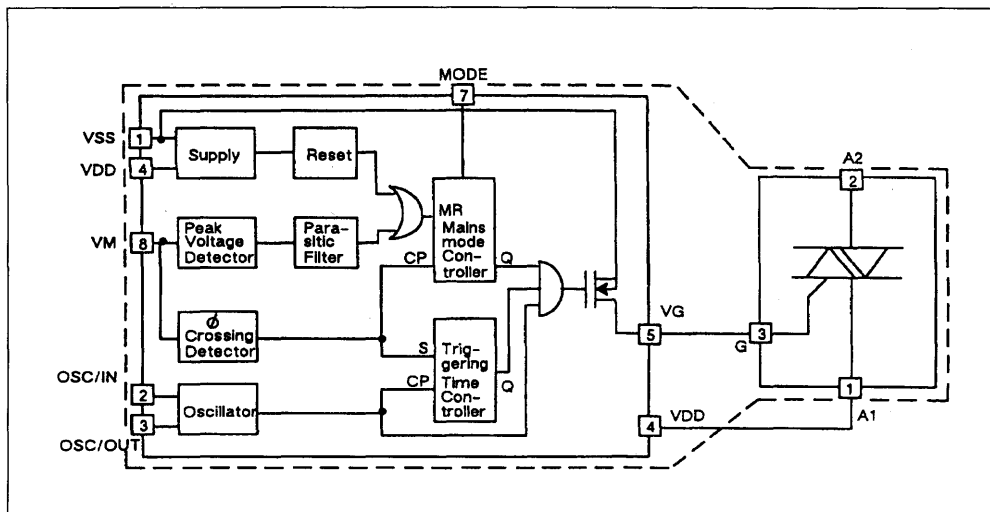 MODE
7
VSS
1
VDD
4
Supply
Reset
VM
8
Peak
Voltage
Detector
Para-
sitic
Filter
MR
Mains
mode
Con-
troller
CP
Q
Ø
Crossing
Detector
S
Trig-
gering
Time
Con-
troller
CP
Q
OSC/IN
2
3
OSC/OUT
Oscillator
VG
5
4
VDD
A2
2
3
G
1
A1